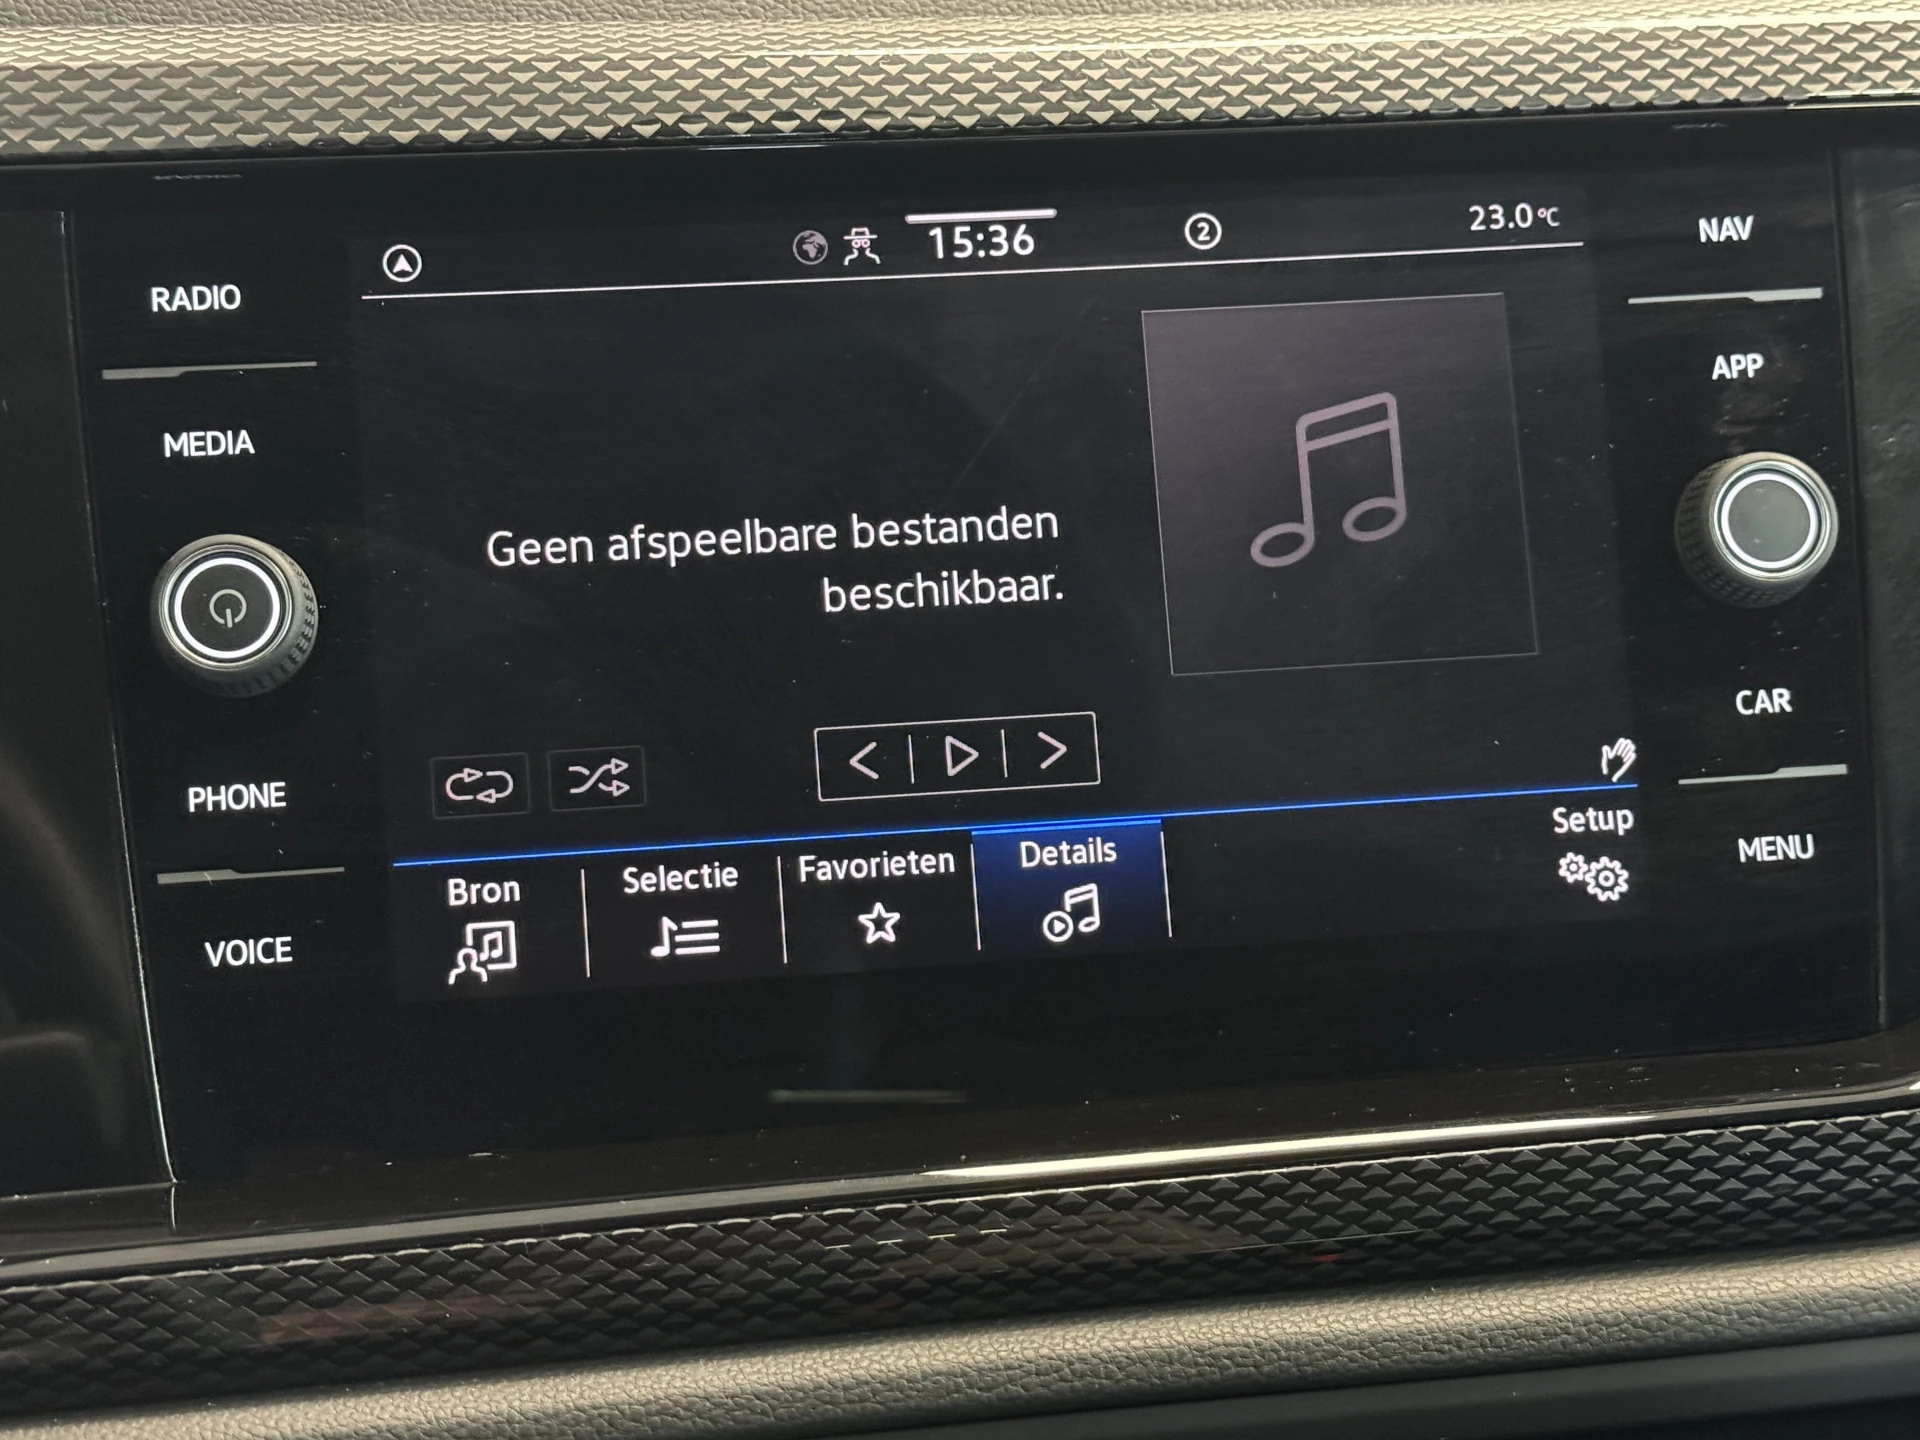 15:36
2
23.0°C
RADIO
MEDIA
PHONE
VOICE
NAV
APP
CAR
MENU
Geen afspeelbare bestanden
beschikbaar.
Bron
Selectie
Favorieten
Details
Setup